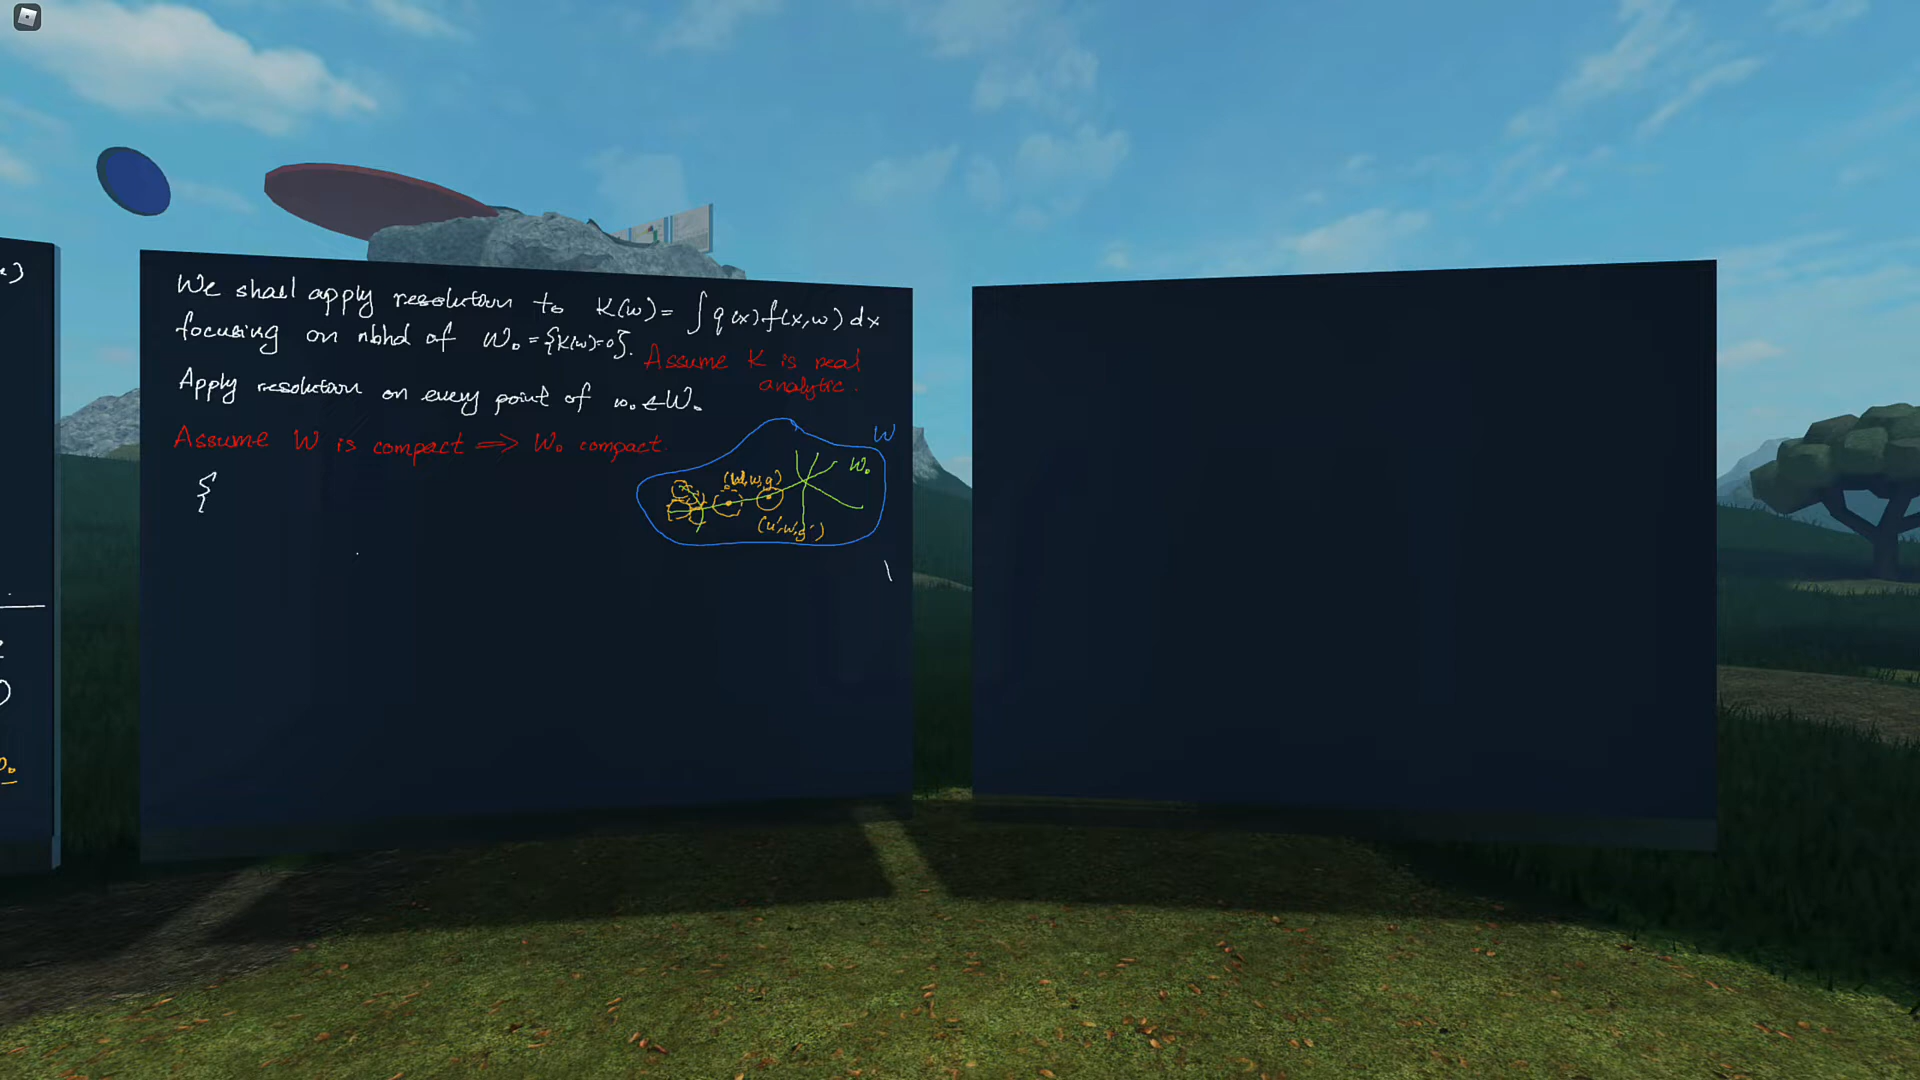 We shall apply resolution to K(w) = ∫ q(x) f(x,w) dx
focusing on nbhd of W₀ = {K(w)=0}.
Assume K is real
analytic.
Apply resolution on every point of w₀ ∈ W₀
Assume W is compact ⟹ W₀ compact.
{
W
W₀
(u',w',g')